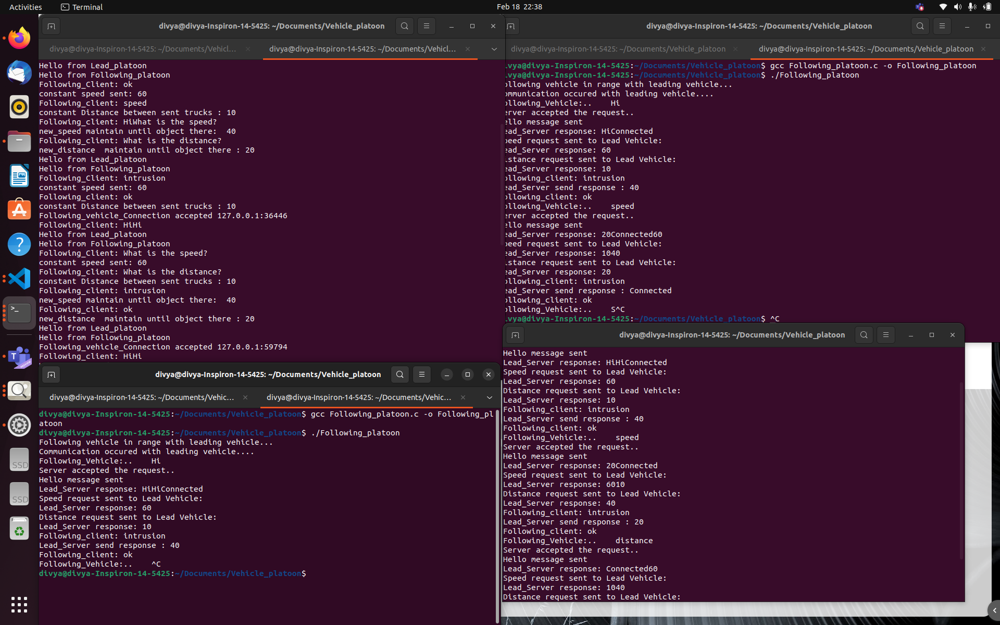 Activities
Terminal
Feb 18 22:38
divya@divya-Inspiron-14-5425: ~/Documents/Vehicle_platoon
divya@divya-Inspiron-14-5425: ~/Documents/Vehicl...
divya@divya-Inspiron-14-5425: ~/Documents/Vehicl...
Hello from Lead_platoon
Hello from Following_platoon
Following_Client: ok
constant speed sent: 60
Following_client: speed
constant Distance between sent trucks : 10
Following_client: HiWhat is the speed?
new_speed maintain until object there:  40
Following_client: What is the distance?
new_distance  maintain until object there : 20
Hello from Lead_platoon
Hello from Following_platoon
Following_Client: intrusion
constant speed sent: 60
Following_client: ok
constant Distance between sent trucks : 10
Following_vehicle_Connection accepted 127.0.0.1:36446
Following_client: HiHi
Hello from Lead_platoon
Hello from Following_platoon
Following_Client: What is the speed?
constant speed sent: 60
Following_client: What is the distance?
constant Distance between sent trucks : 10
Following_client: intrusion
new_speed maintain until object there:  40
Following_client: ok
new_distance  maintain until object there : 20
Hello from Lead_platoon
Hello from Following_platoon
Following_vehicle_Connection accepted 127.0.0.1:59794
Following_client: HiHi
divya@divya-Inspiron-14-5425: ~/Documents/Vehicle_platoon
divya@divya-Inspiron-14-5425: ~/Documents/Vehicle_platoon
divya@divya-Inspiron-14-5425: ~/Documents/Vehicle_platoon
vya@divya-Inspiron-14-5425:~/Documents/Vehicle_platoon$ gcc Following_platoon.c -o Following_platoon
vya@divya-Inspiron-14-5425:~/Documents/Vehicle_platoon$ ./Following_platoon
ollowing vehicle in range with leading vehicle...
ommunication occured with leading vehicle....
ollowing_Vehicle:..    Hi
erver accepted the request..
ello message sent
ead_Server response: HiConnected
peed request sent to Lead Vehicle:
ead_Server response: 60
istance request sent to Lead Vehicle:
ead_Server response: 10
ollowing_client: intrusion
ead_Server send response : 40
ollowing_client: ok
ollowing_Vehicle:..    speed
erver accepted the request..
ello message sent
ead_Server response: 20Connected60
peed request sent to Lead Vehicle:
ead_Server response: 1040
istance request sent to Lead Vehicle:
ead_Server response: 20
ollowing_client: intrusion
ead_Server send response : Connected
ollowing_client: ok
ollowing_Vehicle:..    S^C
vya@divya-Inspiron-14-5425:~/Documents/Vehicle_platoon$ ^C
divya@divya-Inspiron-14-5425: ~/Documents/Vehicle_platoon
divya@divya-Inspiron-14-5425: ~/Documents/Vehic...
divya@divya-Inspiron-14-5425: ~/Documents/Vehic...
divya@divya-Inspiron-14-5425:~/Documents/Vehicle_platoon$ gcc Following_platoon.c -o Following_pl
atoon
divya@divya-Inspiron-14-5425:~/Documents/Vehicle_platoon$ ./Following_platoon
Following vehicle in range with leading vehicle...
Communication occured with leading vehicle....
Following_Vehicle:..    Hi
Server accepted the request..
Hello message sent
Lead_Server response: HiHiConnected
Speed request sent to Lead Vehicle:
Lead_Server response: 60
Distance request sent to Lead Vehicle:
Lead_Server response: 10
Following_client: intrusion
Lead_Server send response : 40
Following_client: ok
Following_Vehicle:..    ^C
divya@divya-Inspiron-14-5425:~/Documents/Vehicle_platoon$
divya@divya-Inspiron-14-5425: ~/Documents/Vehicle_platoon
Hello message sent
Lead_Server response: HiHiConnected
Speed request sent to Lead Vehicle:
Lead_Server response: 60
Distance request sent to Lead Vehicle:
Lead_Server response: 10
Following_client: intrusion
Lead_Server send response : 40
Following_client: ok
Following_Vehicle:..    speed
Server accepted the request..
Hello message sent
Lead_Server response: 20Connected
Speed request sent to Lead Vehicle:
Lead_Server response: 6010
Distance request sent to Lead Vehicle:
Lead_Server response: 40
Following_client: intrusion
Lead_Server send response : 20
Following_client: ok
Following_Vehicle:..    distance
Server accepted the request..
Hello message sent
Lead_Server response: Connected60
Speed request sent to Lead Vehicle:
Lead_Server response: 1040
Distance request sent to Lead Vehicle:
SSD
SSD